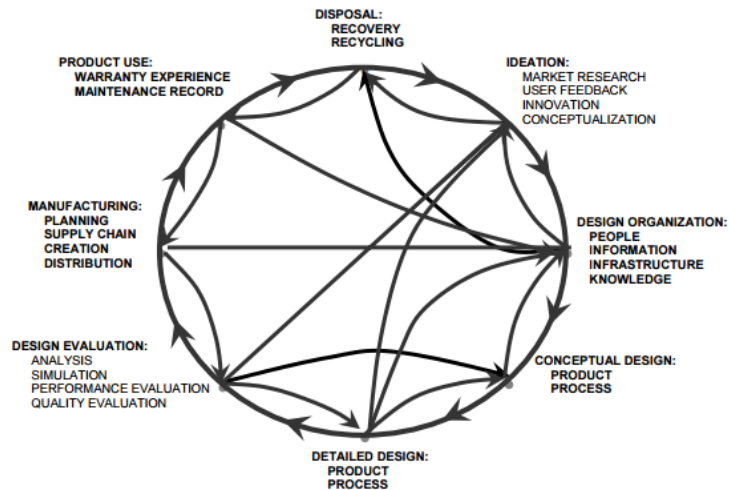 DISPOSAL:
RECOVERY
RECYCLING
IDEATION:
MARKET RESEARCH
USER FEEDBACK
INNOVATION
CONCEPTUALIZATION
DESIGN ORGANIZATION:
PEOPLE
INFORMATION
INFRASTRUCTURE
KNOWLEDGE
CONCEPTUAL DESIGN:
PRODUCT
PROCESS
DETAILED DESIGN:
PRODUCT
PROCESS
DESIGN EVALUATION:
ANALYSIS
SIMULATION
PERFORMANCE EVALUATION
QUALITY EVALUATION
MANUFACTURING:
PLANNING
SUPPLY CHAIN
CREATION
DISTRIBUTION
PRODUCT USE:
WARRANTY EXPERIENCE
MAINTENANCE RECORD